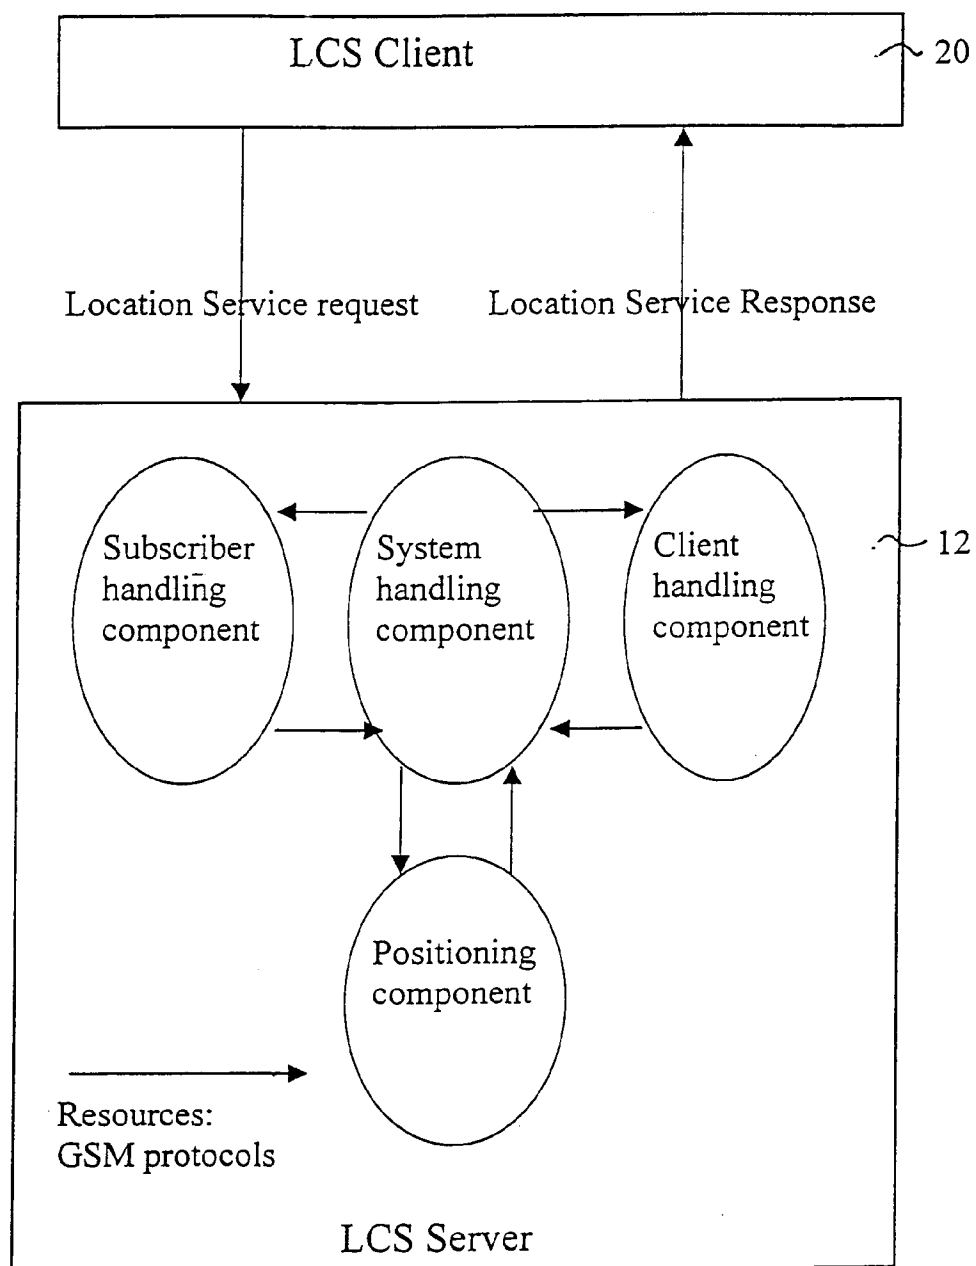 LCS Client
20
Location Service request
Location Service Response
Subscriber
handling
component
System
handling
component
Client
handling
component
12
Positioning
component
Resources:
GSM protocols
LCS Server